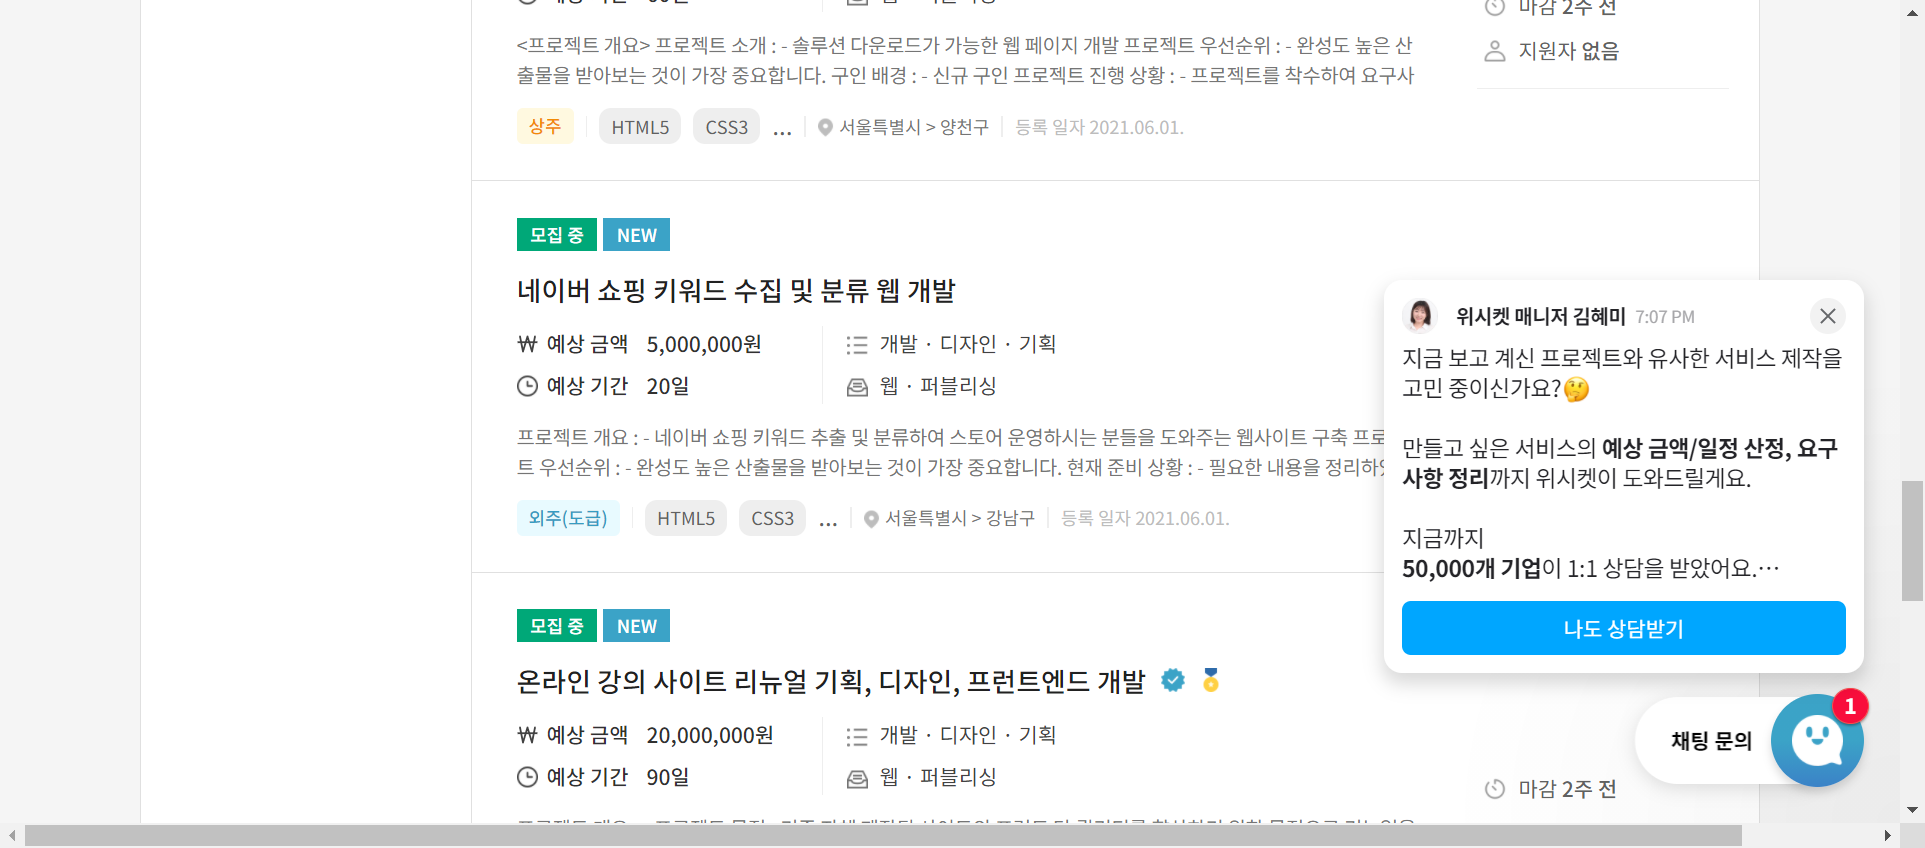 마감 2주 전
<프로젝트 개요> 프로젝트 소개 : - 솔루션 다운로드가 가능한 웹 페이지 개발 프로젝트 우선순위 : - 완성도 높은 산
출물을 받아보는 것이 가장 중요합니다. 구인 배경 : - 신규 구인 프로젝트 진행 상황 : - 프로젝트를 착수하여 요구사
지원자 없음
상주 HTML5 CSS3 ... 서울특별시 > 양천구 등록 일자 2021.06.01.
모집 중 NEW
네이버 쇼핑 키워드 수집 및 분류 웹 개발
₩ 예상 금액 5,000,000원 개발 · 디자인 · 기획
예상 기간 20일 웹 · 퍼블리싱
프로젝트 개요 : - 네이버 쇼핑 키워드 추출 및 분류하여 스토어 운영하시는 분들을 도와주는 웹사이트 구축 프로
트 우선순위 : - 완성도 높은 산출물을 받아보는 것이 가장 중요합니다. 현재 준비 상황 : - 필요한 내용을 정리하
외주(도급) HTML5 CSS3 ... 서울특별시 > 강남구 등록 일자 2021.06.01.
모집 중 NEW
온라인 강의 사이트 리뉴얼 기획, 디자인, 프런트엔드 개발
₩ 예상 금액 20,000,000원 개발 · 디자인 · 기획
예상 기간 90일 웹 · 퍼블리싱
마감 2주 전
위시켓 매니저 김혜미 7:07 PM
지금 보고 계신 프로젝트와 유사한 서비스 제작을
고민 중이신가요?🤔
만들고 싶은 서비스의 예상 금액/일정 산정, 요구
사항 정리까지 위시켓이 도와드릴게요.
지금까지
50,000개 기업이 1:1 상담을 받았어요.…
나도 상담받기
채팅 문의
1